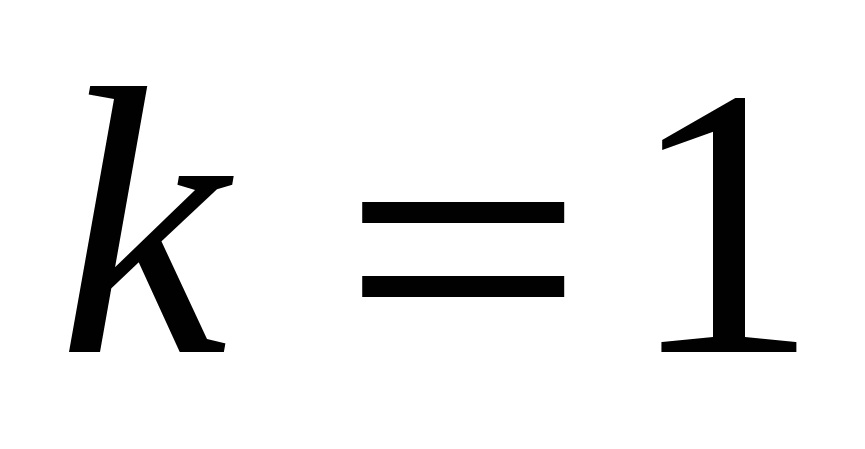 k = 1